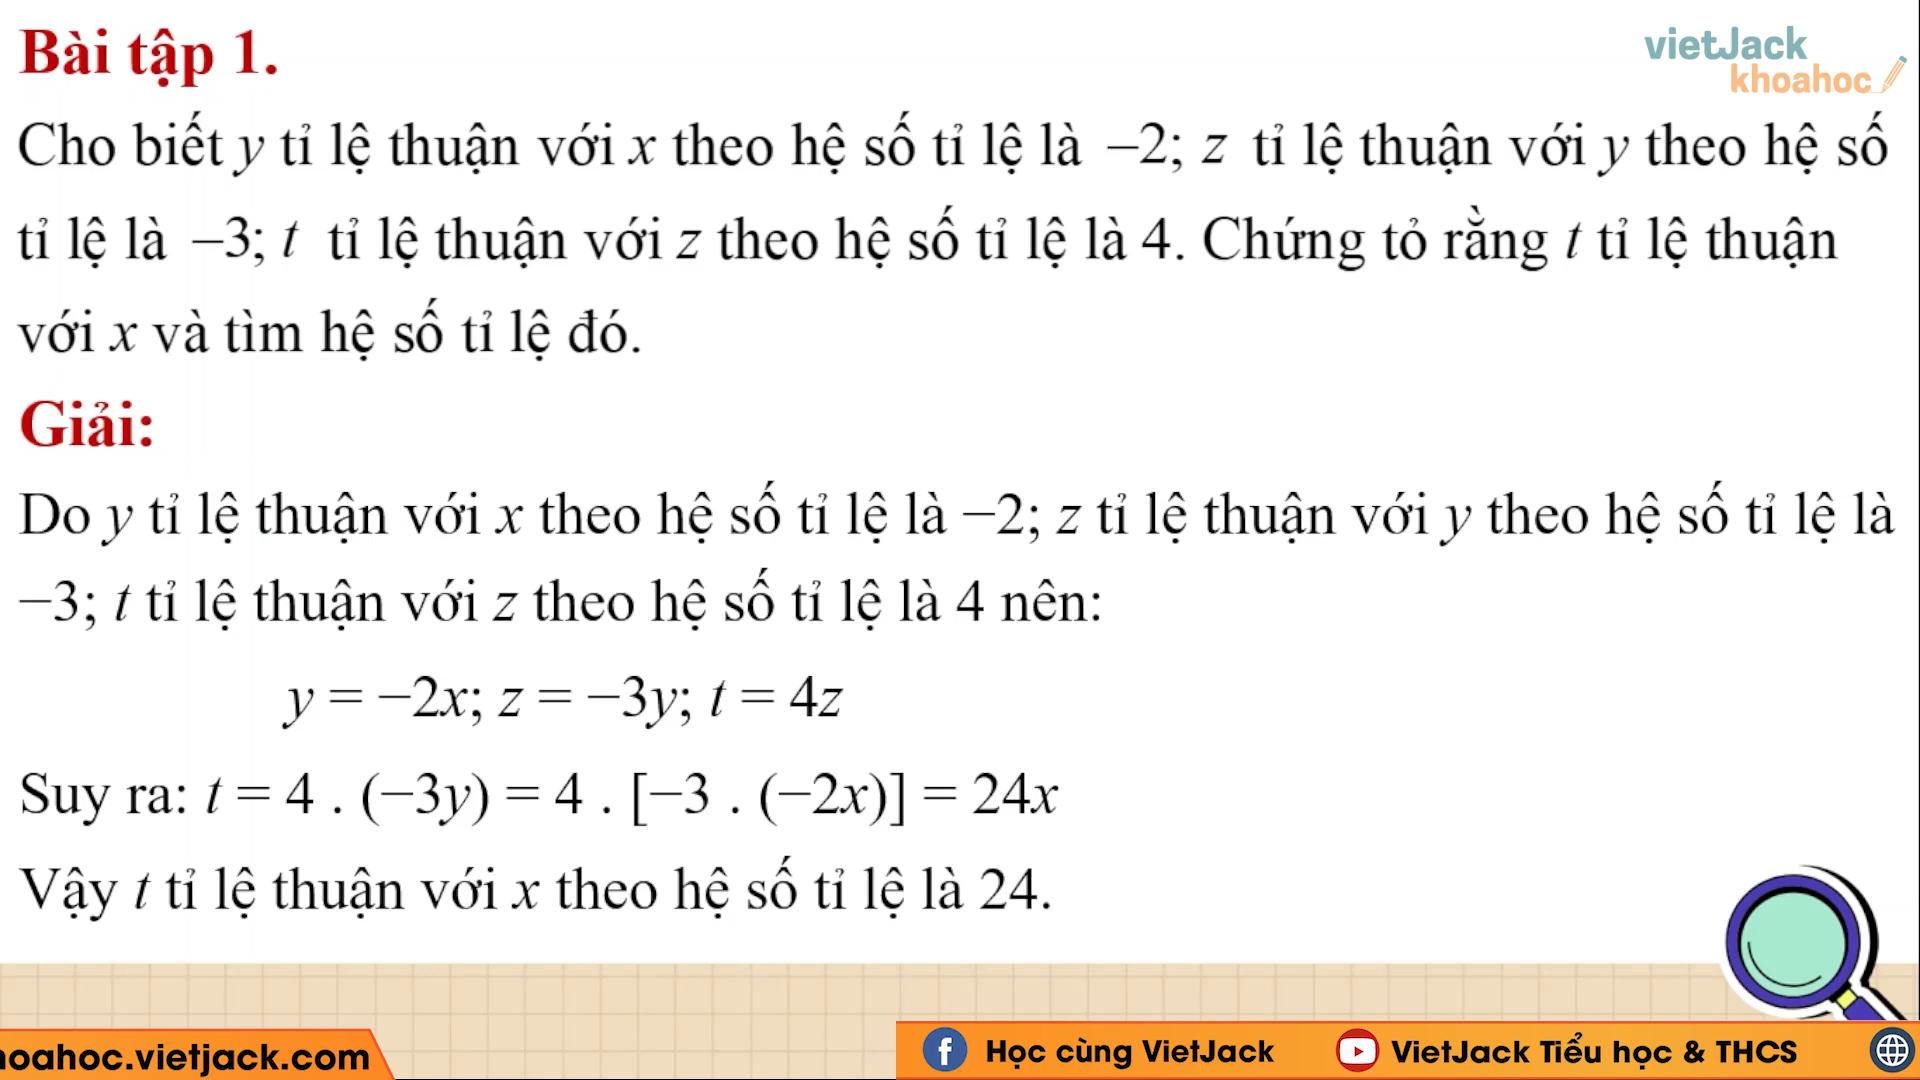 Bài tập 1.
vietJack
khoahoc
Cho biết y tỉ lệ thuận với x theo hệ số tỉ lệ là −2; z tỉ lệ thuận với y theo hệ số
tỉ lệ là −3; t tỉ lệ thuận với z theo hệ số tỉ lệ là 4. Chứng tỏ rằng t tỉ lệ thuận
với x và tìm hệ số tỉ lệ đó.
Giải:
Do y tỉ lệ thuận với x theo hệ số tỉ lệ là −2; z tỉ lệ thuận với y theo hệ số tỉ lệ là
−3; t tỉ lệ thuận với z theo hệ số tỉ lệ là 4 nên:
y = −2x; z = −3y; t = 4z
Suy ra: t = 4 . (−3y) = 4 . [−3 . (−2x)] = 24x
Vậy t tỉ lệ thuận với x theo hệ số tỉ lệ là 24.
hoahoc.vietjack.com
Học cùng VietJack
VietJack Tiểu học & THCS